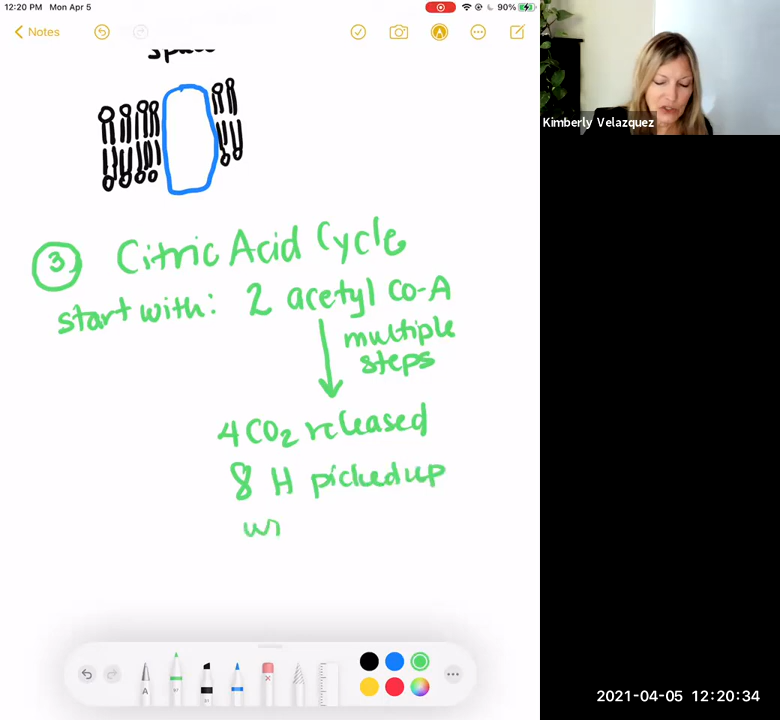 12:20 PM Mon Apr 5
90%
Notes
space
Kimberly Velazquez
3 Citric Acid Cycle
start with: 2 acetyl Co-A
multiple
steps
4 CO₂ released
8 H picked up
A
2021-04-05 12:20:34